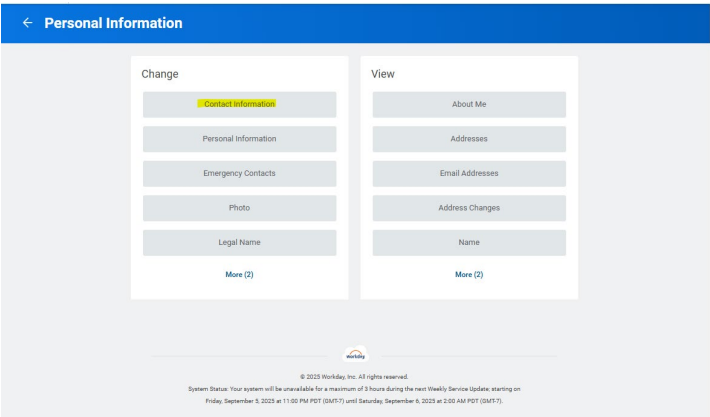 ← Personal Information
Change
Contact Information
Personal Information
Emergency Contacts
Photo
Legal Name
More (2)
View
About Me
Addresses
Email Addresses
Address Changes
Name
More (2)
workday.
© 2025 Workday, Inc. All rights reserved.
System Status: Your system will be unavailable for a maximum of 3 hours during the next Weekly Service Update; starting on
Friday, September 5, 2025 at 11:00 PM PDT (GMT-7) until Saturday, September 6, 2025 at 2:00 AM PDT (GMT-7).